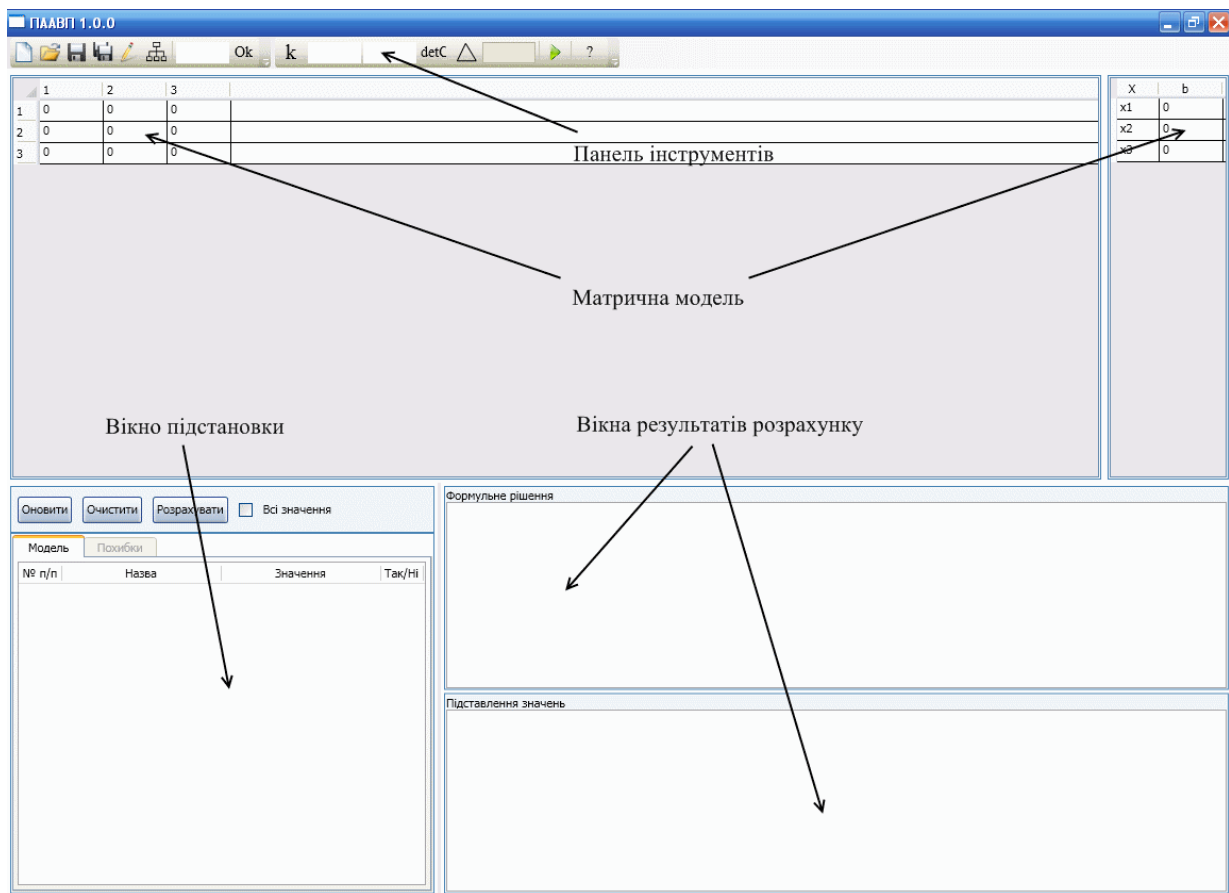 ПААВП 1.0.0
Ok k detC ?
1 2 3
1 0 0 0
2 0 0 0
3 0 0 0
X b
x1 0
x2 0
x3 0
Панель інструментів
Матрична модель
Вікно підстановки
Вікна результатів розрахунку
Оновити Очистити Розрахувати Всі значення
Модель Похибки
№ п/п Назва Значення Так/Ні
Формульне рішення
Підставлення значень